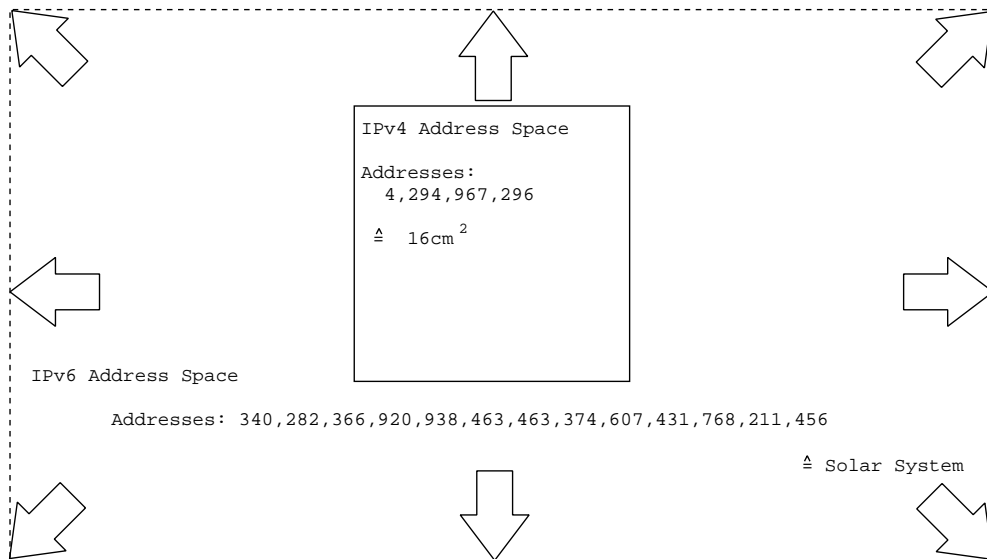 IPv4 Address Space
Addresses:
4,294,967,296
≙ 16cm²
IPv6 Address Space
Addresses: 340,282,366,920,938,463,463,374,607,431,768,211,456
≙ Solar System